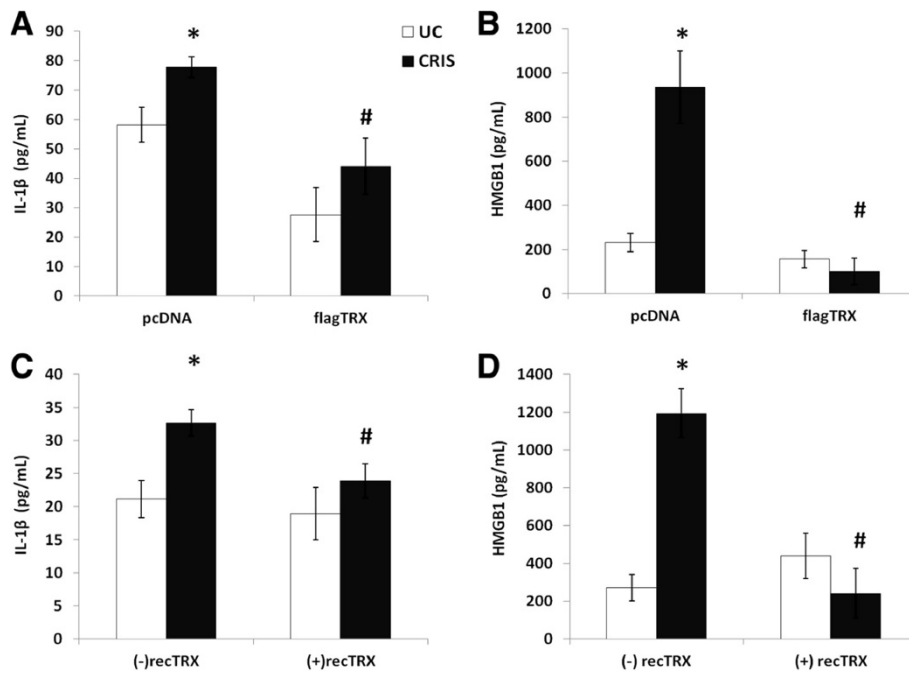 A
B
90
80
70
60
50
40
30
20
10
0
IL-1β (pg/mL)
*
#
UC
CRIS
pcDNA
flagTRX
1200
1000
800
600
400
200
0
HMGB1 (pg/mL)
*
#
pcDNA
flagTRX
C
D
40
35
30
25
20
15
10
5
0
IL-1β (pg/mL)
*
#
(-)recTRX
(+)recTRX
1400
1200
1000
800
600
400
200
0
HMGB1 (pg/mL)
*
#
(-) recTRX
(+) recTRX